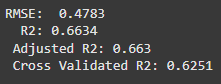 RMSE: 0.4783
R2: 0.6634
Adjusted R2: 0.663
Cross Validated R2: 0.6251